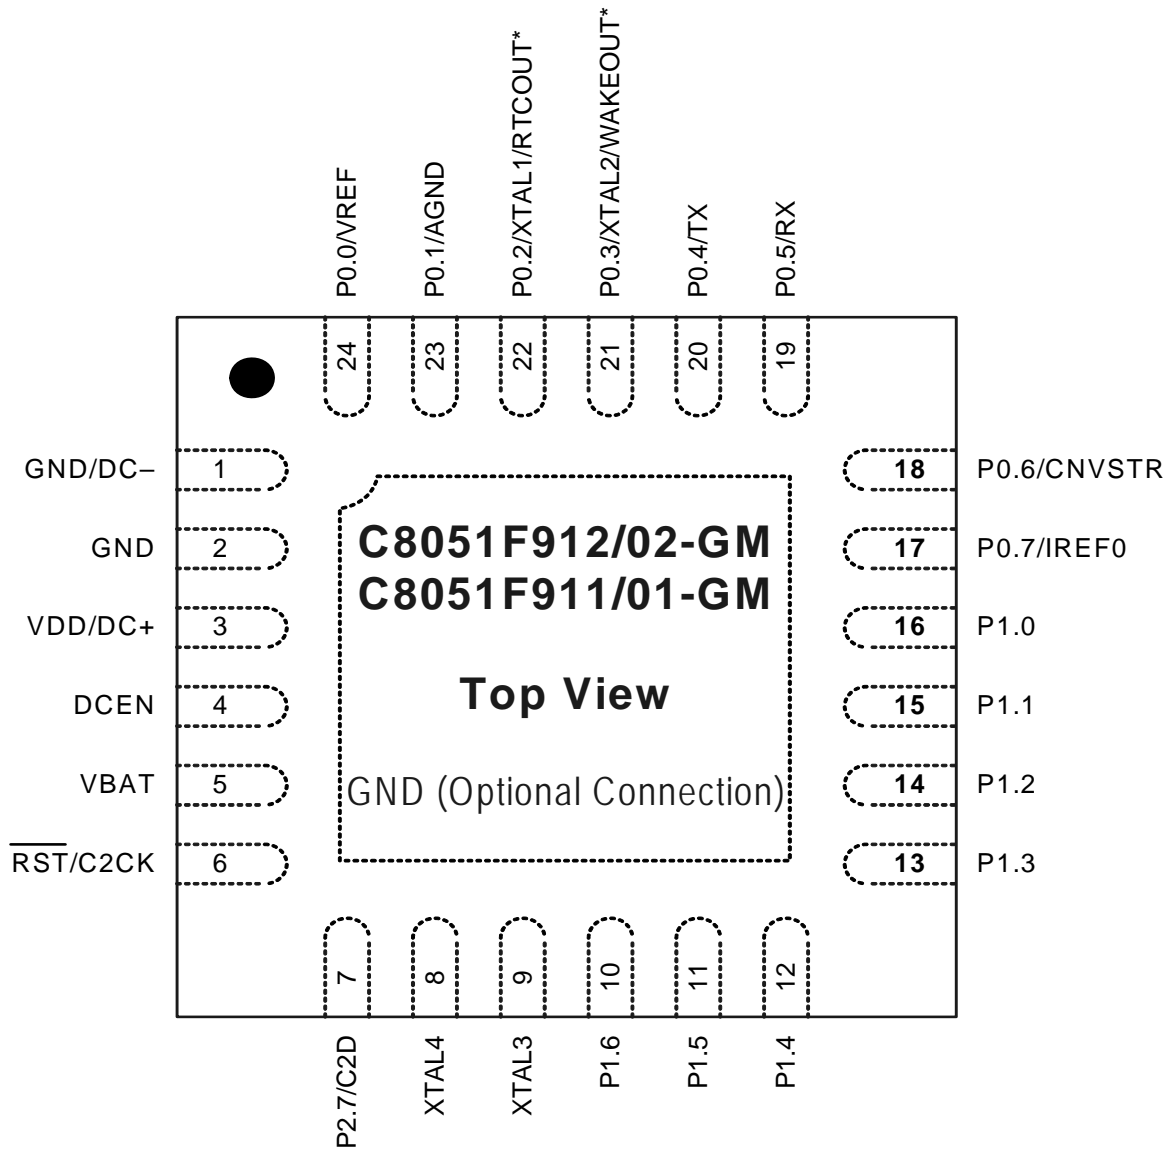 P0.0/VREF
P0.1/AGND
P0.2/XTAL1/RTCOUT*
P0.3/XTAL2/WAKEOUT*
P0.4/TX
P0.5/RX
24
23
22
21
20
19
GND/DC–
1
18
P0.6/CNVSTR
GND
2
17
P0.7/IREF0
VDD/DC+
3
16
P1.0
DCEN
4
15
P1.1
VBAT
5
14
P1.2
RST/C2CK
6
13
P1.3
C8051F912/02-GM
C8051F911/01-GM
Top View
GND (Optional Connection)
7
8
9
10
11
12
P2.7/C2D
XTAL4
XTAL3
P1.6
P1.5
P1.4